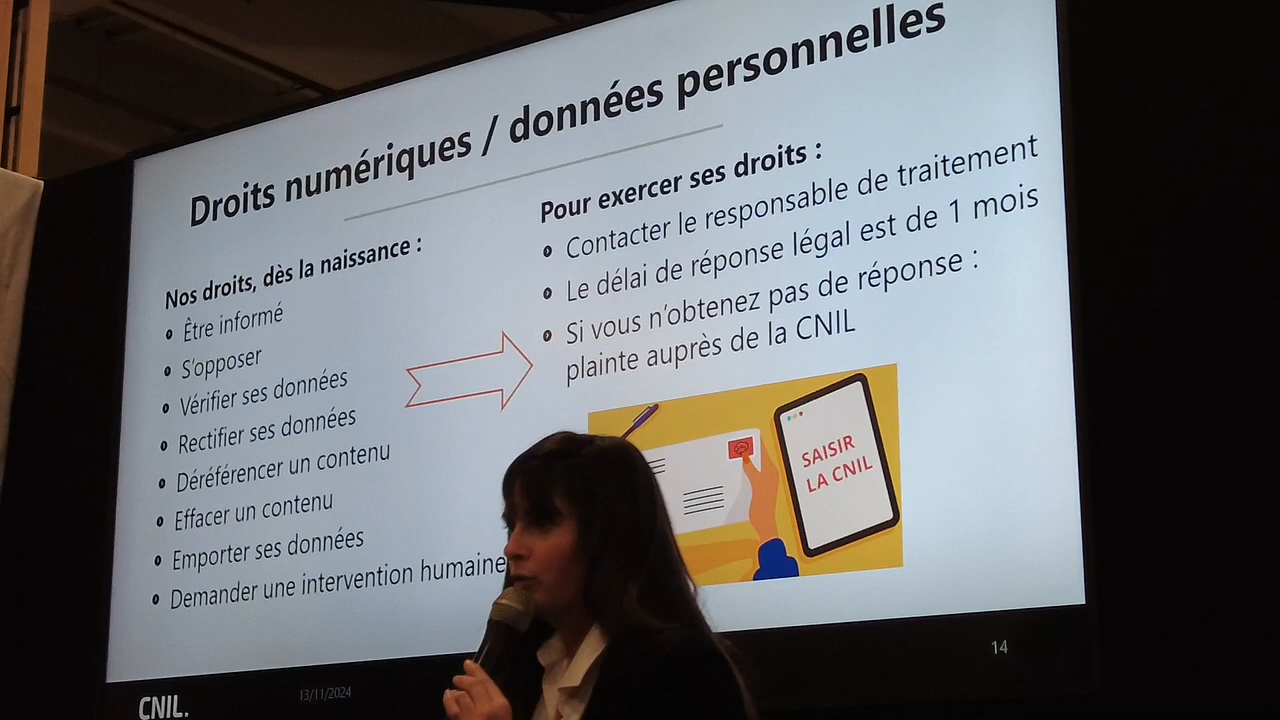 Droits numériques / données personnelles
Nos droits, dès la naissance :
Être informé
S'opposer
Vérifier ses données
Rectifier ses données
Déréférencer un contenu
Effacer un contenu
Emporter ses données
Demander une intervention humaine
Pour exercer ses droits :
Contacter le responsable de traitement
Le délai de réponse légal est de 1 mois
Si vous n'obtenez pas de réponse :
plainte auprès de la CNIL
SAISIR
LA CNIL
CNIL.
13/11/2024
14